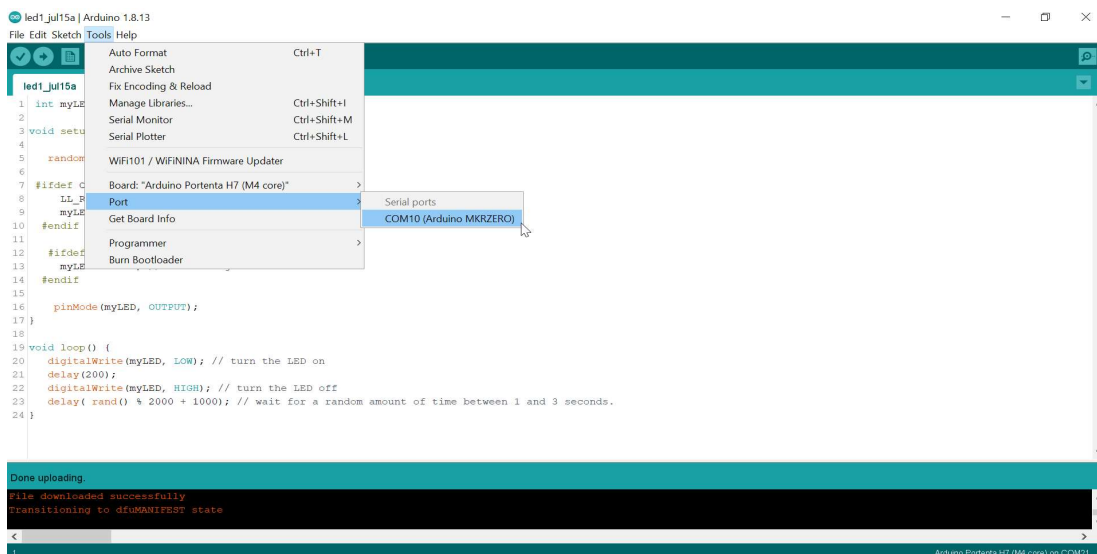 led1_jul15a | Arduino 1.8.13
File Edit Sketch Tools Help
led1_jul15a
Auto Format Ctrl+T
Archive Sketch
Fix Encoding & Reload
Manage Libraries... Ctrl+Shift+I
Serial Monitor Ctrl+Shift+M
Serial Plotter Ctrl+Shift+L
WiFi101 / WiFiNINA Firmware Updater
Board: "Arduino Portenta H7 (M4 core)"
Port
Get Board Info
Programmer
Burn Bootloader
Serial ports
COM10 (Arduino MKRZERO)
1 int myLE
2
3 void setu
4
5 random
6
7 #ifdef C
8 LL_R
9 myLE
10 #endif
11
12 #ifdef
13 myLE
14 #endif
15
16 pinMode(myLED, OUTPUT);
17 }
18
19 void loop() {
20 digitalWrite(myLED, LOW); // turn the LED on
21 delay(200);
22 digitalWrite(myLED, HIGH); // turn the LED off
23 delay( rand() % 2000 + 1000); // wait for a random amount of time between 1 and 3 seconds.
24 }
Done uploading.
File downloaded successfully
Transitioning to dfuMANIFEST state
1
Arduino Portenta H7 (M4 core) on COM21